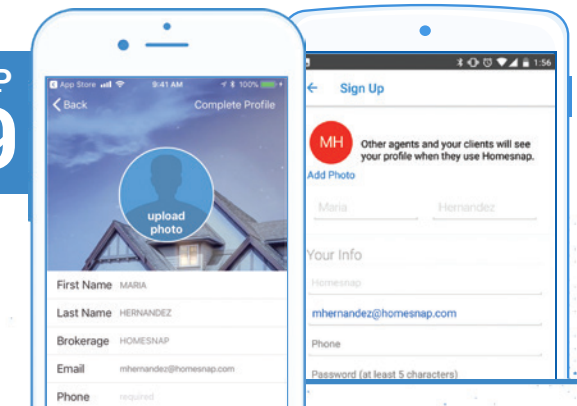 P
9
App Store 9:41 AM 100%
Back Complete Profile
upload
photo
First Name MARIA
Last Name HERNANDEZ
Brokerage HOMESNAP
Email mhernandez@homesnap.com
Phone required
1:56
Sign Up
MH
Other agents and your clients will see
your profile when they use Homesnap.
Add Photo
Maria Hernandez
Your Info
Homesnap
mhernandez@homesnap.com
Phone
Password (at least 5 characters)